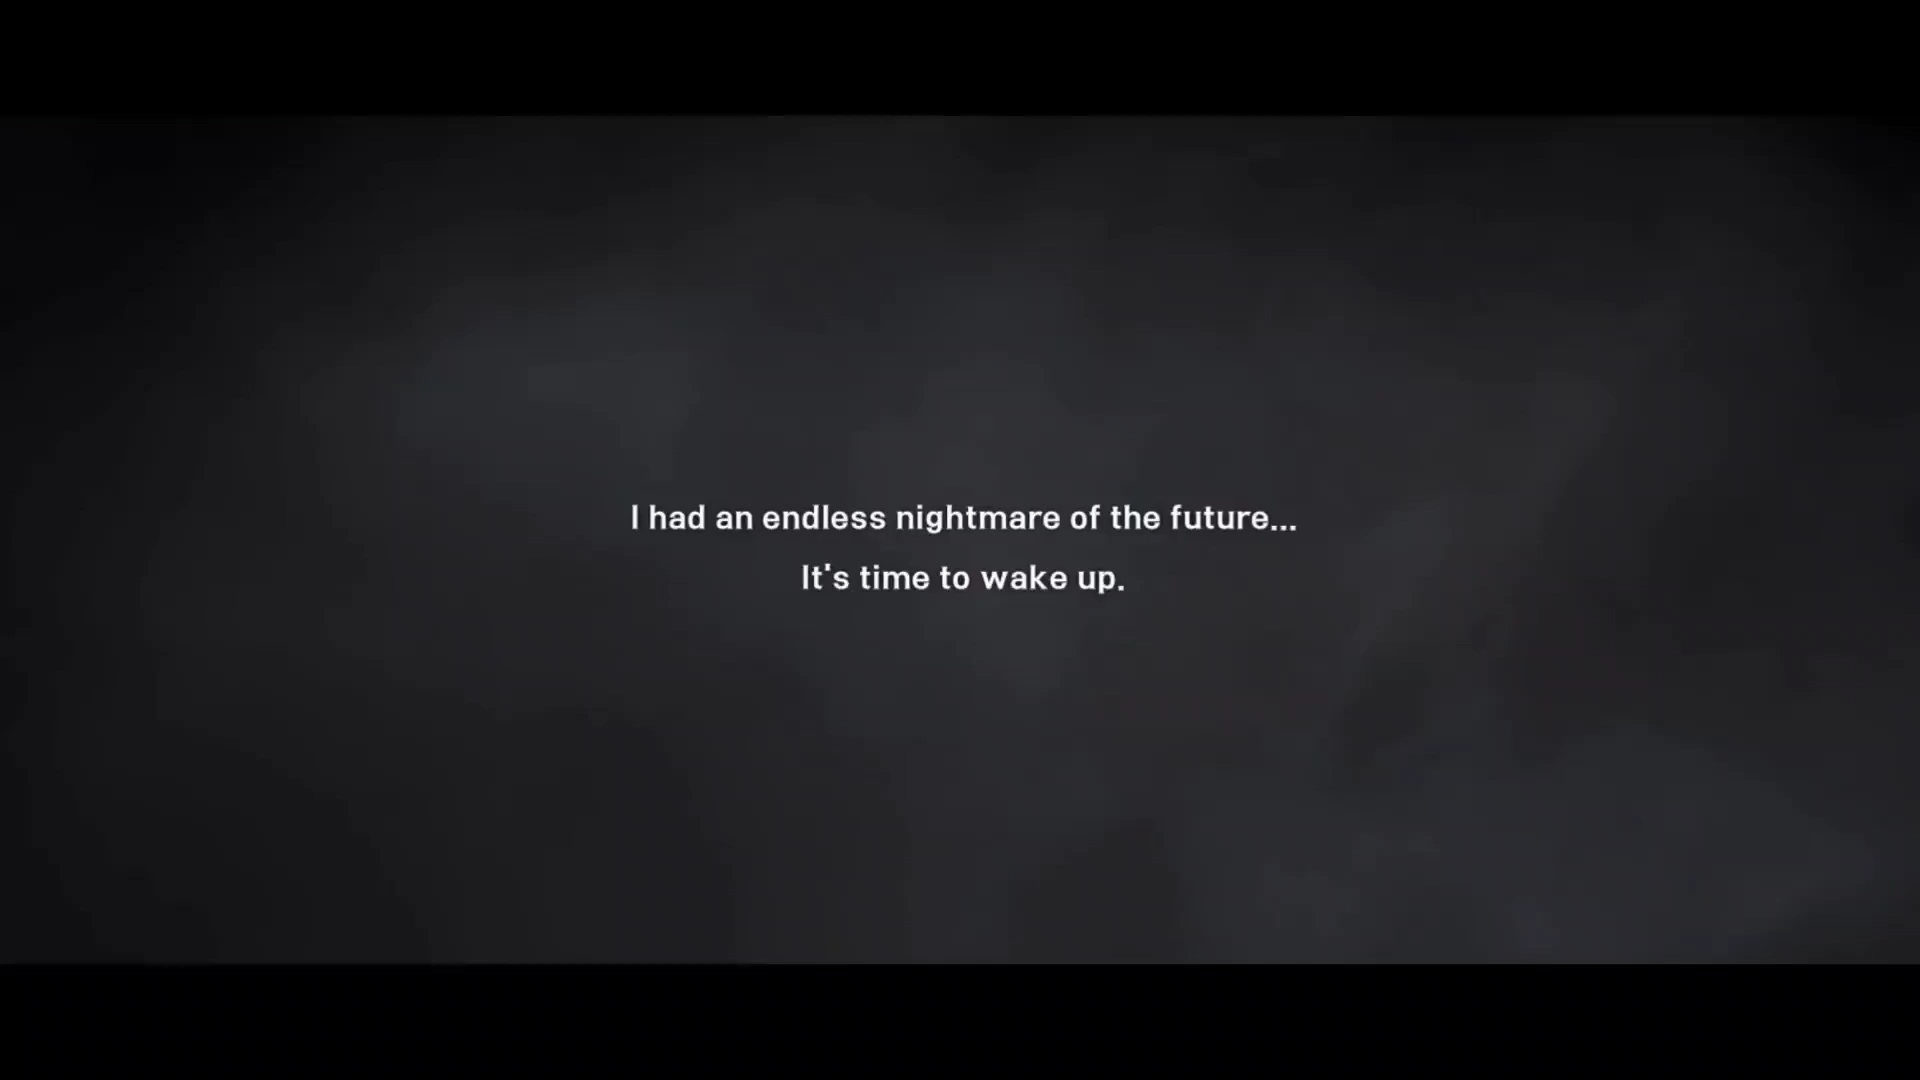 I had an endless nightmare of the future...
It's time to wake up.